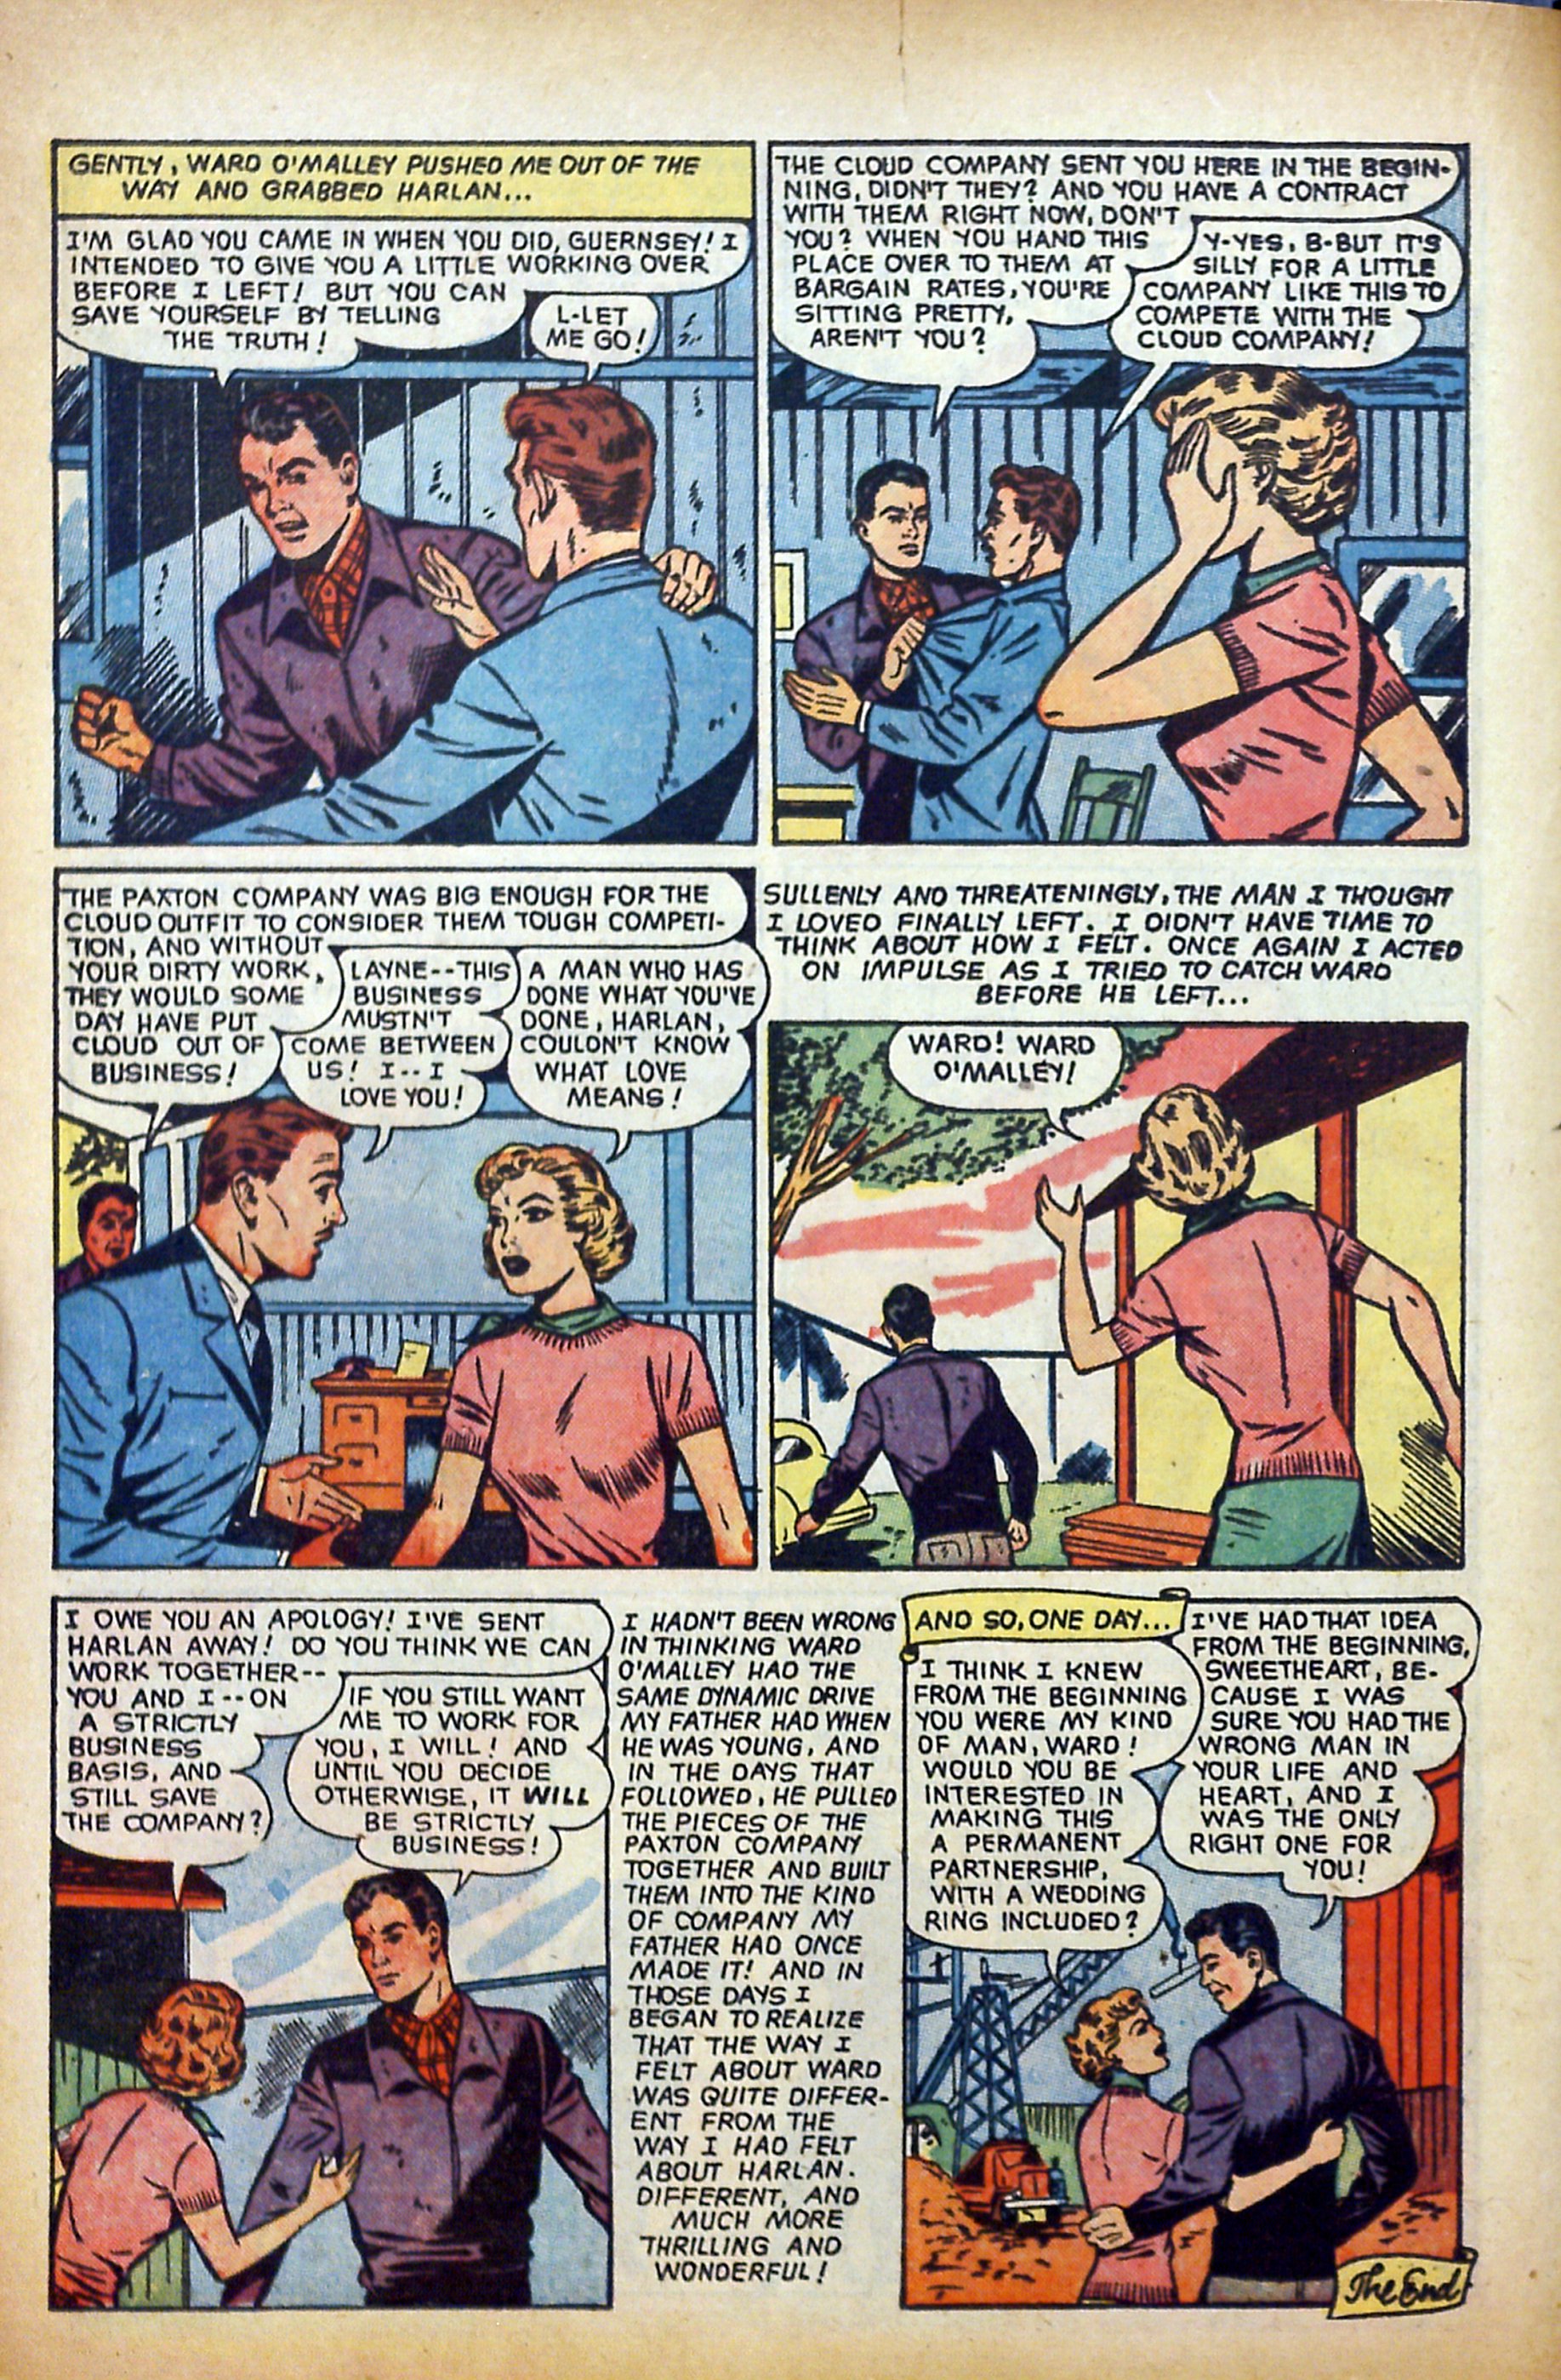 GENTLY, WARD O'MALLEY PUSHED ME OUT OF THE
WAY AND GRABBED HARLAN...
I'M GLAD YOU CAME IN WHEN YOU DID, GUERNSEY! I
INTENDED TO GIVE YOU A LITTLE WORKING OVER
BEFORE I LEFT! BUT YOU CAN
SAVE YOURSELF BY TELLING
THE TRUTH!
L-LET
ME GO!
THE CLOUD COMPANY SENT YOU HERE IN THE BEGIN-
NING, DIDN'T THEY? AND YOU HAVE A CONTRACT
WITH THEM RIGHT NOW, DON'T
YOU? WHEN YOU HAND THIS
PLACE OVER TO THEM AT
BARGAIN RATES, YOU'RE
SITTING PRETTY,
AREN'T YOU?
Y-YES, B-BUT IT'S
SILLY FOR A LITTLE
COMPANY LIKE THIS TO
COMPETE WITH THE
CLOUD COMPANY!
THE PAXTON COMPANY WAS BIG ENOUGH FOR THE
CLOUD OUTFIT TO CONSIDER THEM TOUGH COMPETI-
TION, AND WITHOUT
YOUR DIRTY WORK,
THEY WOULD SOME
DAY HAVE PUT
CLOUD OUT OF
BUSINESS!
LAYNE--THIS
BUSINESS
MUSTN'T
COME BETWEEN
US! I--I
LOVE YOU!
A MAN WHO HAS
DONE WHAT YOU'VE
DONE, HARLAN,
COULDN'T KNOW
WHAT LOVE
MEANS!
SULLENLY AND THREATENINGLY, THE MAN I THOUGHT
I LOVED FINALLY LEFT. I DIDN'T HAVE TIME TO
THINK ABOUT HOW I FELT. ONCE AGAIN I ACTED
ON IMPULSE AS I TRIED TO CATCH WARD
BEFORE HE LEFT...
WARD! WARD
O'MALLEY!
I OWE YOU AN APOLOGY! I'VE SENT
HARLAN AWAY! DO YOU THINK WE CAN
WORK TOGETHER--
YOU AND I--ON
A STRICTLY
BUSINESS
BASIS, AND
STILL SAVE
THE COMPANY?
IF YOU STILL WANT
ME TO WORK FOR
YOU, I WILL! AND
UNTIL YOU DECIDE
OTHERWISE, IT WILL
BE STRICTLY
BUSINESS!
I HADN'T BEEN WRONG
IN THINKING WARD
O'MALLEY HAD THE
SAME DYNAMIC DRIVE
MY FATHER HAD WHEN
HE WAS YOUNG, AND
IN THE DAYS THAT
FOLLOWED, HE PULLED
THE PIECES OF THE
PAXTON COMPANY
TOGETHER AND BUILT
THEM INTO THE KIND
OF COMPANY MY
FATHER HAD ONCE
MADE IT! AND IN
THOSE DAYS I
BEGAN TO REALIZE
THAT THE WAY I
FELT ABOUT WARD
WAS QUITE DIFFER-
ENT FROM THE
WAY I HAD FELT
ABOUT HARLAN.
DIFFERENT, AND
MUCH MORE
THRILLING AND
WONDERFUL!
AND SO, ONE DAY...
I THINK I KNEW
FROM THE BEGINNING
YOU WERE MY KIND
OF MAN, WARD!
WOULD YOU BE
INTERESTED IN
MAKING THIS
A PERMANENT
PARTNERSHIP,
WITH A WEDDING
RING INCLUDED?
I'VE HAD THAT IDEA
FROM THE BEGINNING,
SWEETHEART, BE-
CAUSE I WAS
SURE YOU HAD THE
WRONG MAN IN
YOUR LIFE AND
HEART, AND I
WAS THE ONLY
RIGHT ONE FOR
YOU!
The End